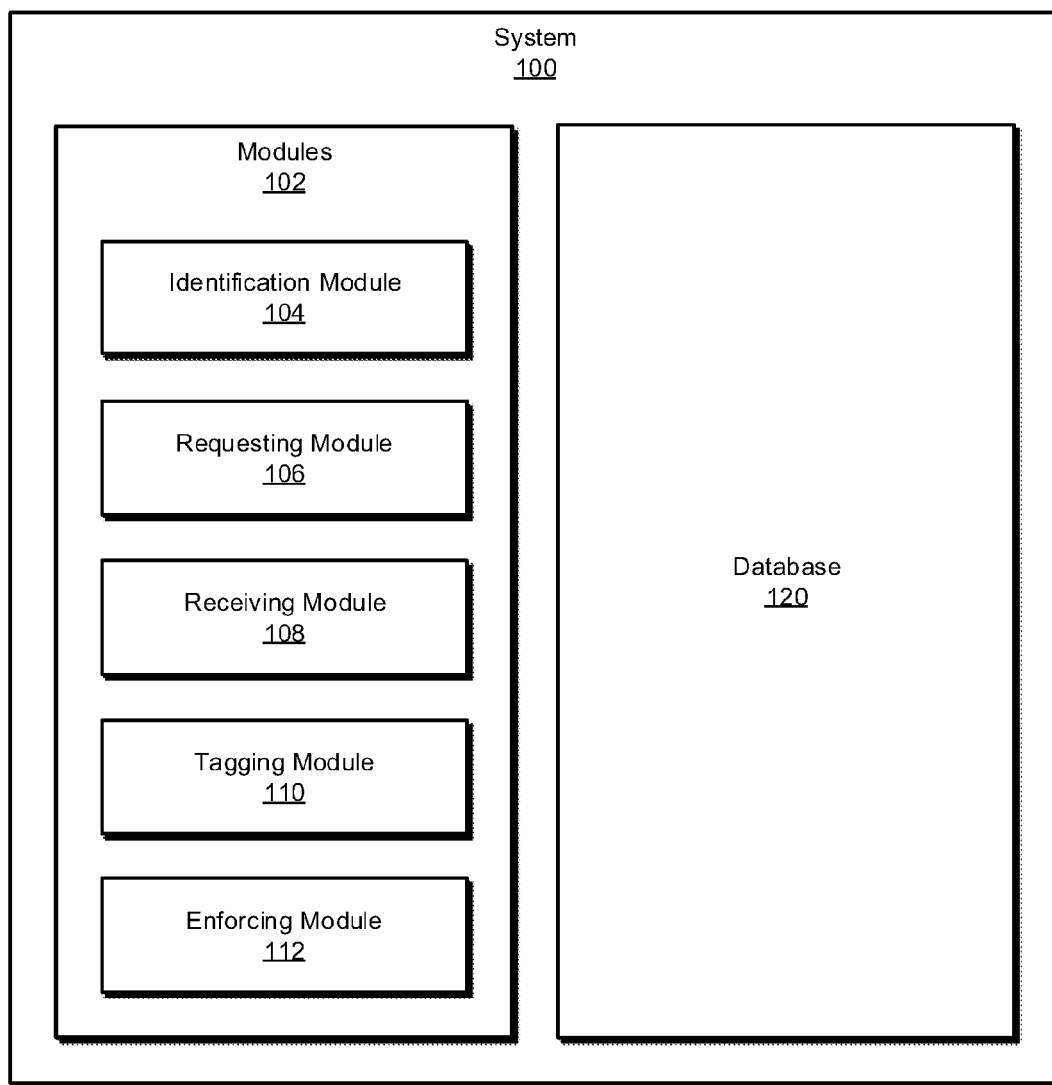 System
100
Modules
102
Identification Module
104
Requesting Module
106
Receiving Module
108
Tagging Module
110
Enforcing Module
112
Database
120